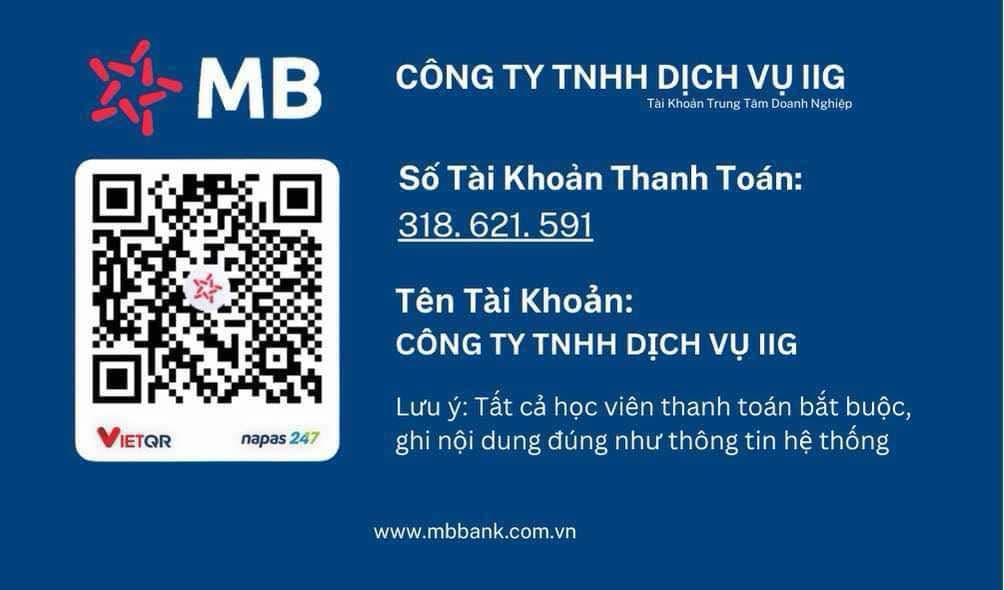 MB
CÔNG TY TNHH DỊCH VỤ IIG
Tài Khoản Trung Tâm Doanh Nghiệp
Số Tài Khoản Thanh Toán:
318. 621. 591
Tên Tài Khoản:
CÔNG TY TNHH DỊCH VỤ IIG
Lưu ý: Tất cả học viên thanh toán bắt buộc,
ghi nội dung đúng như thông tin hệ thống
VIETQR
napas 247
www.mbbank.com.vn